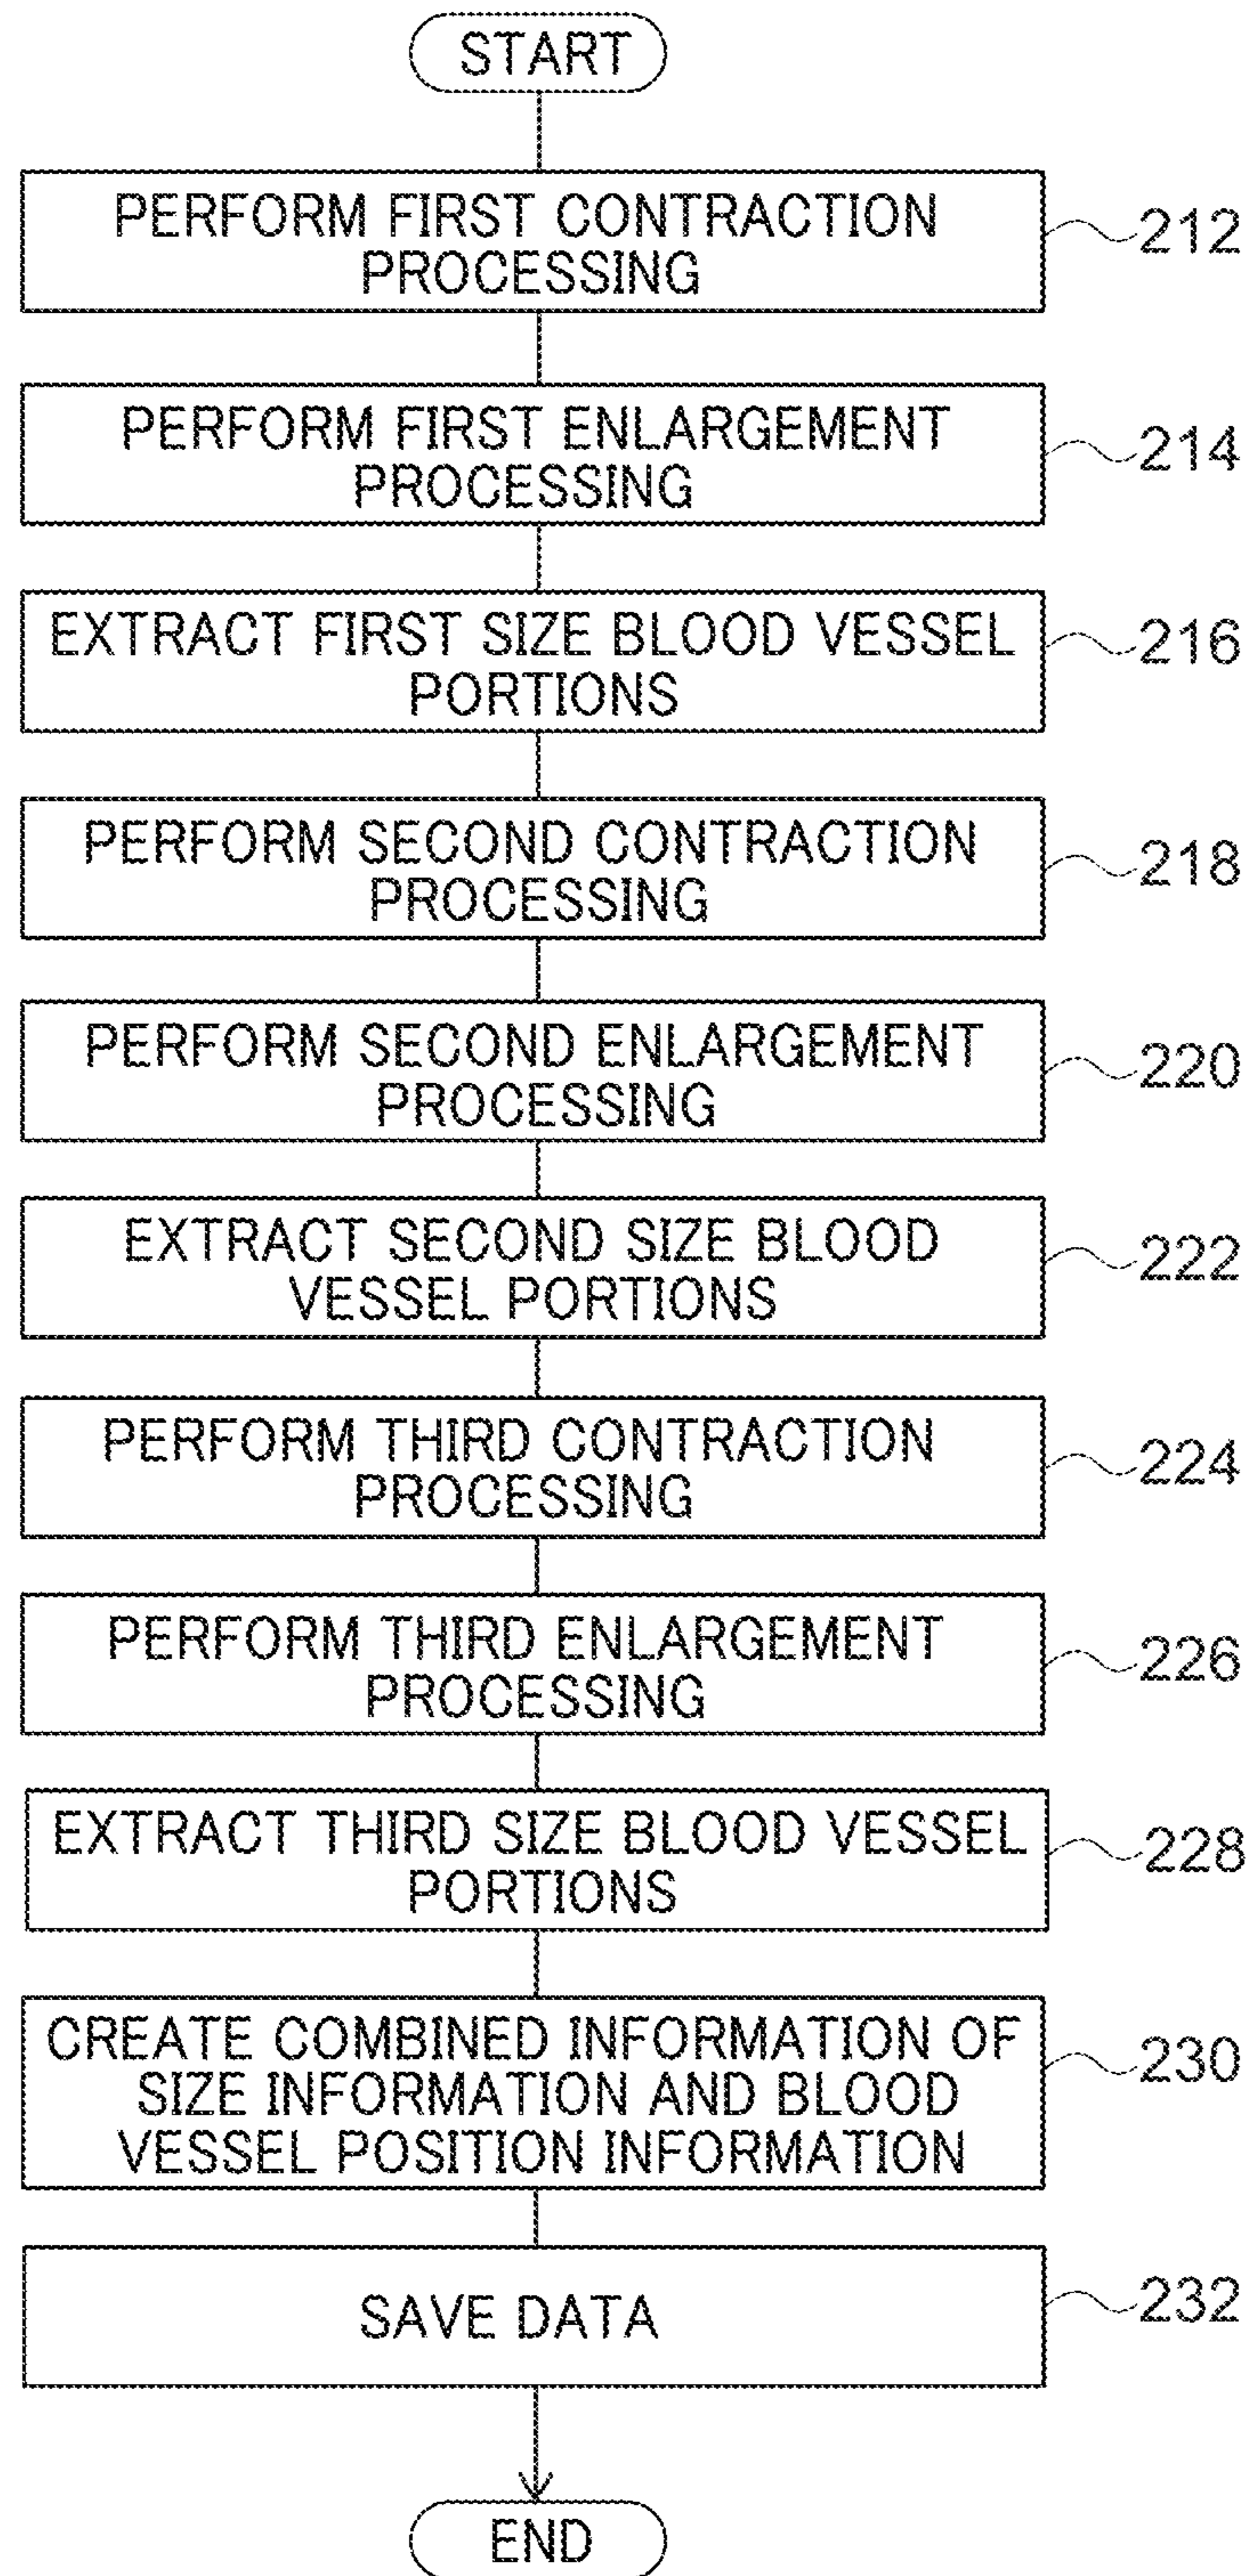 START
PERFORM FIRST CONTRACTION
PROCESSING
212
PERFORM FIRST ENLARGEMENT
PROCESSING
214
EXTRACT FIRST SIZE BLOOD VESSEL
PORTIONS
216
PERFORM SECOND CONTRACTION
PROCESSING
218
PERFORM SECOND ENLARGEMENT
PROCESSING
220
EXTRACT SECOND SIZE BLOOD
VESSEL PORTIONS
222
PERFORM THIRD CONTRACTION
PROCESSING
224
PERFORM THIRD ENLARGEMENT
PROCESSING
226
EXTRACT THIRD SIZE BLOOD VESSEL
PORTIONS
228
CREATE COMBINED INFORMATION OF
SIZE INFORMATION AND BLOOD
VESSEL POSITION INFORMATION
230
SAVE DATA
232
END